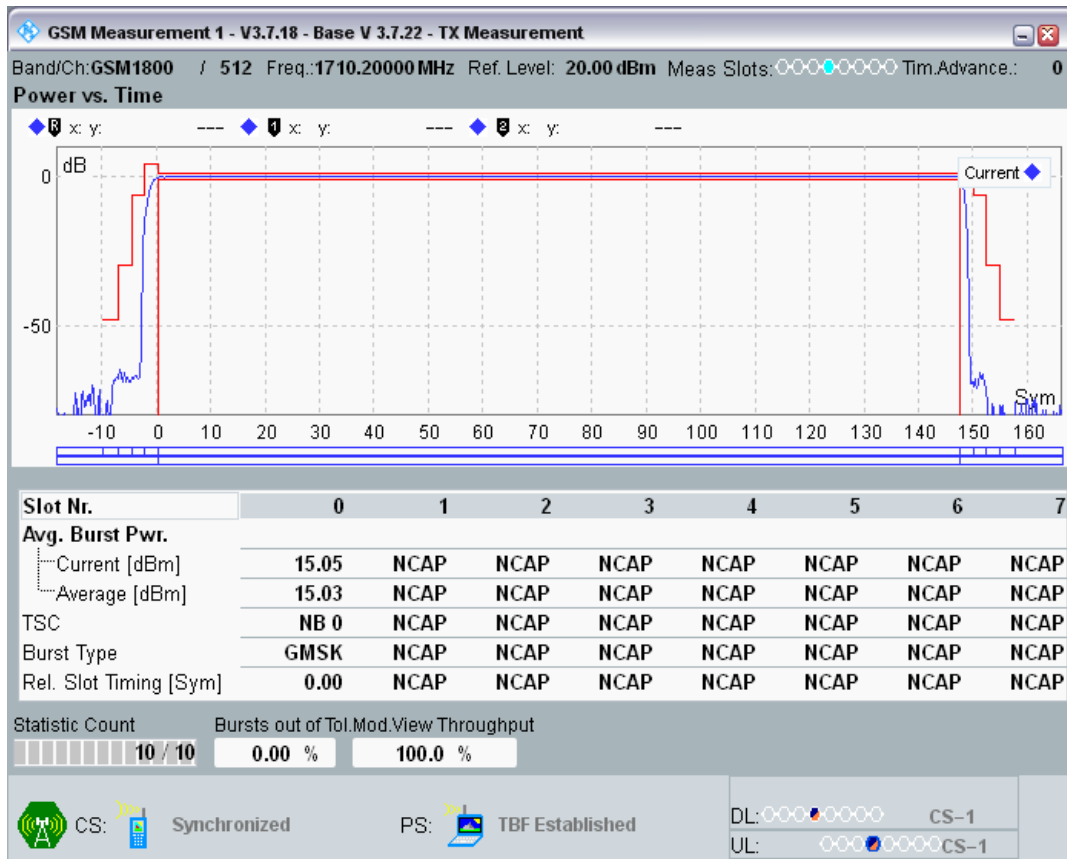 GSM Measurement 1 - V3.7.18 - Base V 3.7.22 - TX Measurement
Band/Ch:GSM1800 / 512 Freq.:1710.20000 MHz Ref. Level: 20.00 dBm Meas Slots: Tim.Advance.: 0
Power vs. Time
R x: y: --- 1 x: y: --- 2 x: y: ---
dB
Current
0
-50
Sym
-10 0 10 20 30 40 50 60 70 80 90 100 110 120 130 140 150 160
Slot Nr. 0 1 2 3 4 5 6 7
Avg. Burst Pwr.
Current [dBm] 15.05 NCAP NCAP NCAP NCAP NCAP NCAP NCAP
Average [dBm] 15.03 NCAP NCAP NCAP NCAP NCAP NCAP NCAP
TSC NB 0 NCAP NCAP NCAP NCAP NCAP NCAP NCAP
Burst Type GMSK NCAP NCAP NCAP NCAP NCAP NCAP NCAP
Rel. Slot Timing [Sym] 0.00 NCAP NCAP NCAP NCAP NCAP NCAP NCAP
Statistic Count Bursts out of Tol.Mod.View Throughput
10 / 10 0.00 % 100.0 %
CS: Synchronized PS: TBF Established
DL: CS-1
UL: CS-1